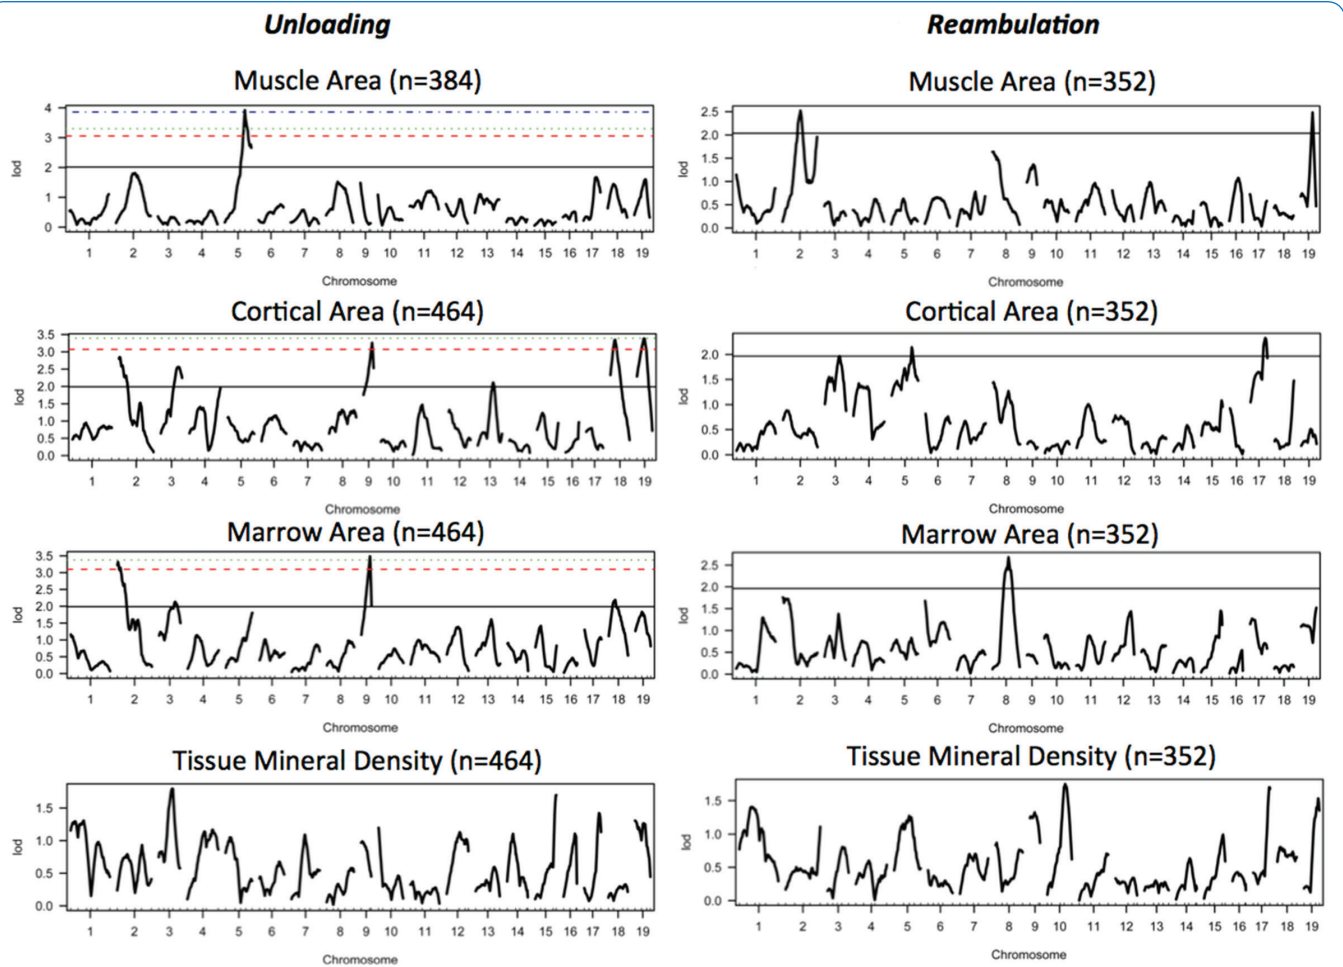 Unloading
Reambulation
Muscle Area (n=384)
4
3
2
1
0
lod
1 2 3 4 5 6 7 8 9 10 11 12 13 14 15 16 17 18 19
Chromosome
Muscle Area (n=352)
2.5
2.0
1.5
1.0
0.5
0.0
lod
1 2 3 4 5 6 7 8 9 10 11 12 13 14 15 16 17 18 19
Chromosome
Cortical Area (n=464)
3.5
3.0
2.5
2.0
1.5
1.0
0.5
0.0
lod
1 2 3 4 5 6 7 8 9 10 11 12 13 14 15 16 17 18 19
Chromosome
Cortical Area (n=352)
2.0
1.5
1.0
0.5
0.0
lod
1 2 3 4 5 6 7 8 9 10 11 12 13 14 15 16 17 18 19
Chromosome
Marrow Area (n=464)
3.5
3.0
2.5
2.0
1.5
1.0
0.5
0.0
lod
1 2 3 4 5 6 7 8 9 10 11 12 13 14 15 16 17 18 19
Chromosome
Marrow Area (n=352)
2.5
2.0
1.5
1.0
0.5
0.0
lod
1 2 3 4 5 6 7 8 9 10 11 12 13 14 15 16 17 18 19
Chromosome
Tissue Mineral Density (n=464)
1.5
1.0
0.5
0.0
lod
1 2 3 4 5 6 7 8 9 10 11 12 13 14 15 16 17 18 19
Chromosome
Tissue Mineral Density (n=352)
1.5
1.0
0.5
0.0
lod
1 2 3 4 5 6 7 8 9 10 11 12 13 14 15 16 17 18 19
Chromosome